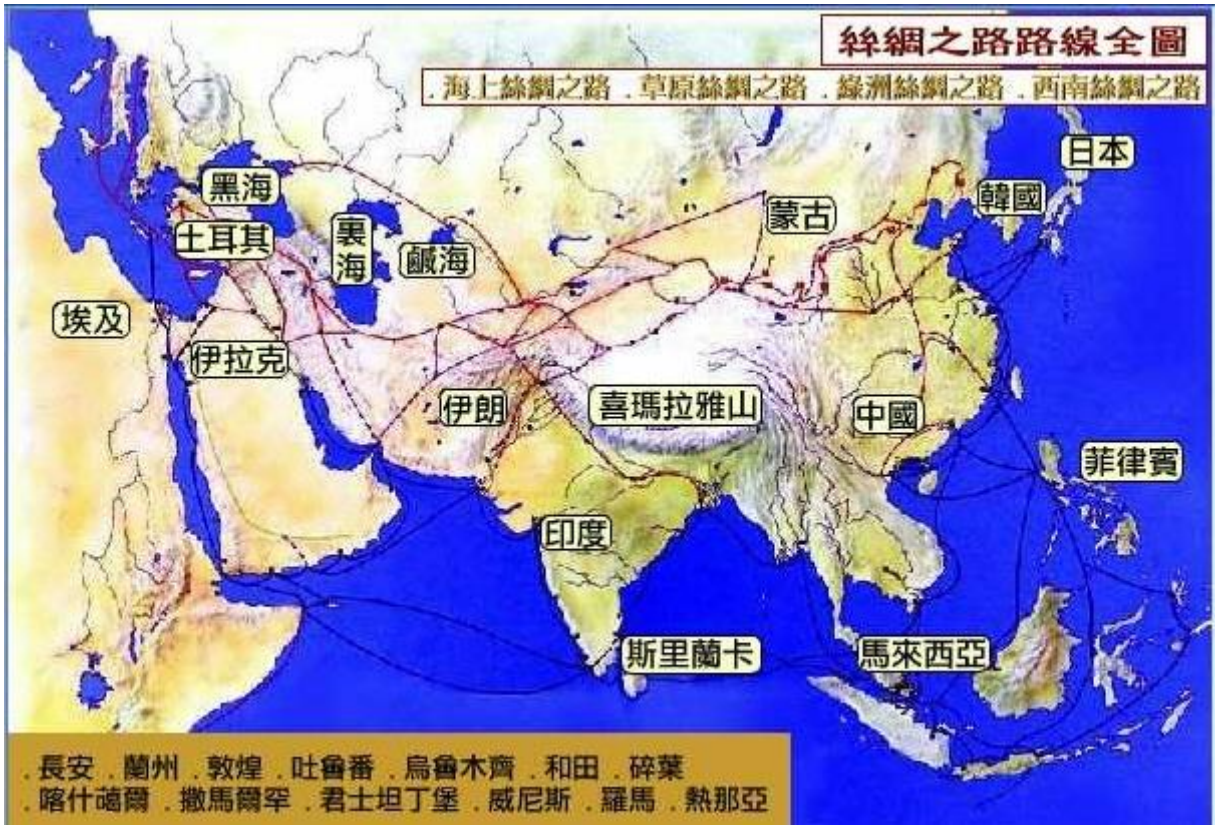 絲綢之路路線全圖
.海上絲綢之路 .草原絲綢之路 .綠洲絲綢之路 .西南絲綢之路
日本
黑海
韓國
蒙古
土耳其
裏海
鹹海
埃及
伊拉克
伊朗
喜瑪拉雅山
中國
菲律賓
印度
斯里蘭卡
馬來西亞
.長安 .蘭州 .敦煌 .吐魯番 .烏魯木齊 .和田 .碎葉
.喀什噶爾 .撒馬爾罕 .君士坦丁堡 .威尼斯 .羅馬 .熱那亞